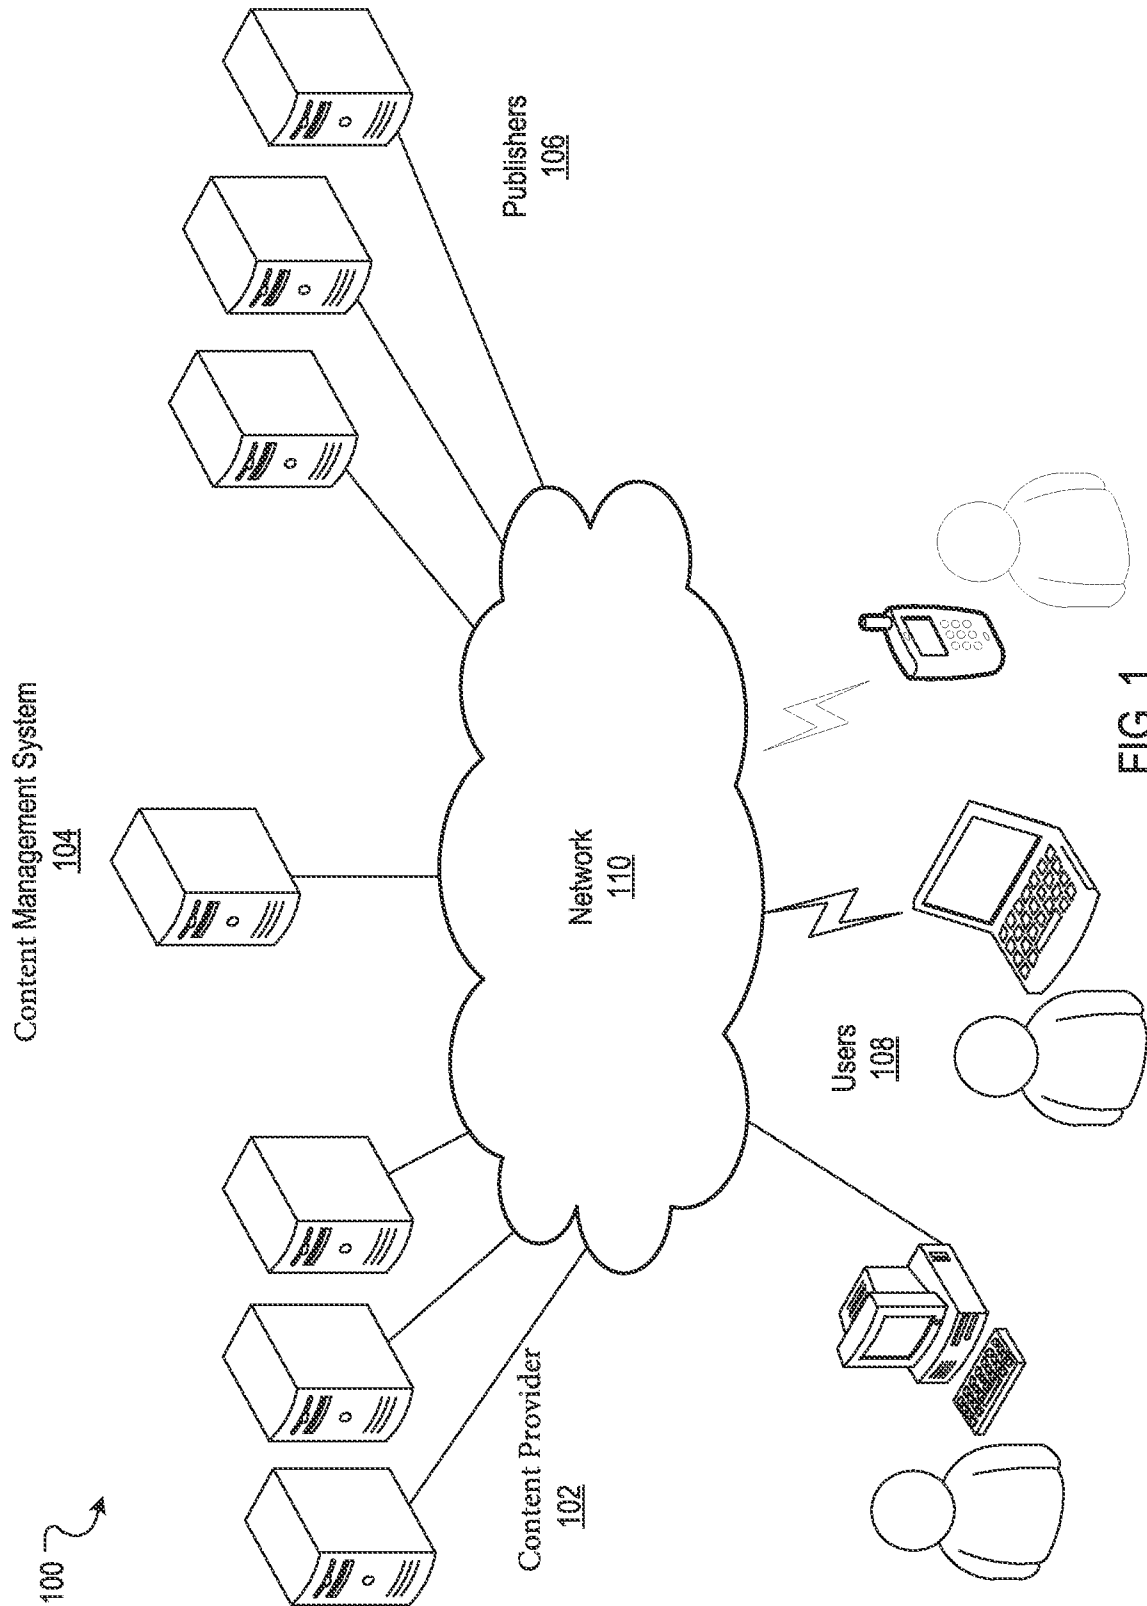 100
Content Management System
104
Content Provider
102
Publishers
106
Network
110
Users
108
FIG. 1